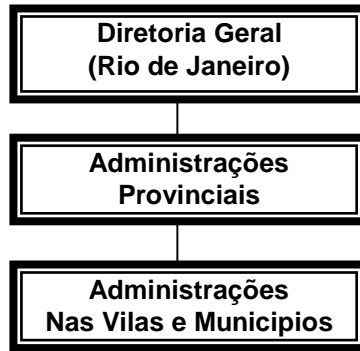 Diretoria Geral
(Rio de Janeiro)
Administrações
Provinciais
Administrações
Nas Vilas e Municipios